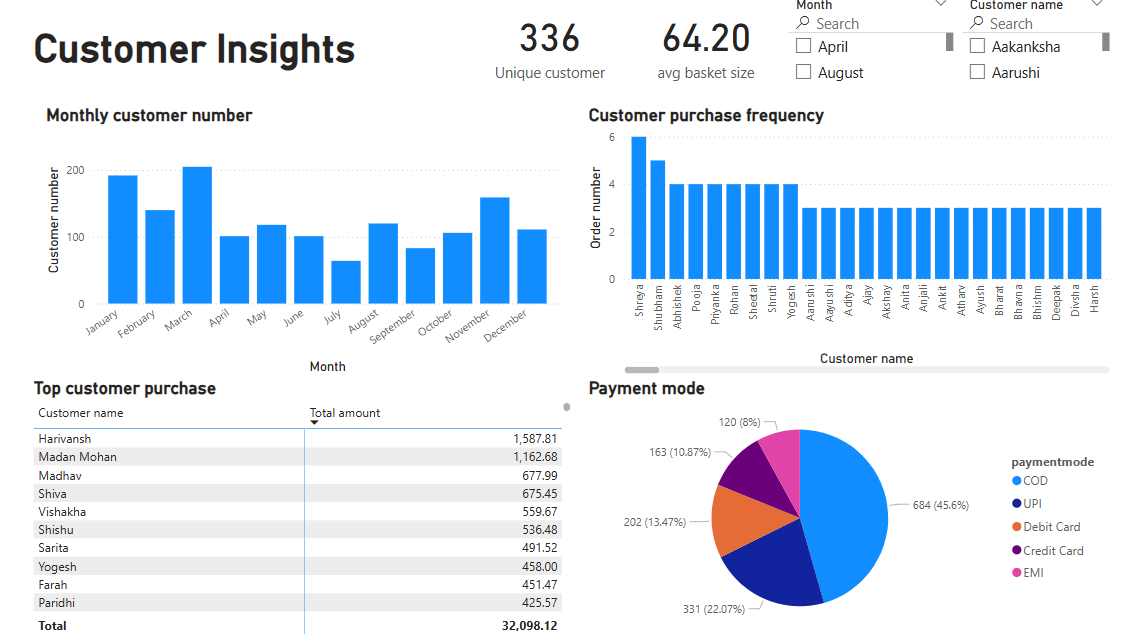 Customer Insights
336
Unique customer
64.20
avg basket size
Month
Search
April
August
Customer name
Search
Aakanksha
Aarushi
Monthly customer number
Customer number
200
100
0
January
February
March
April
May
June
July
August
September
October
November
December
Month
Customer purchase frequency
Order number
6
4
2
0
Shreya
Shubham
Abhishek
Pooja
Priyanka
Rohan
Sheetal
Shruti
Yogesh
Aarushi
Aayushi
Aditya
Ajay
Akshay
Anita
Anjali
Ankit
Atharv
Ayush
Bharat
Bhavna
Bhishm
Deepak
Divsha
Harsh
Customer name
Top customer purchase
Customer name Total amount
Harivansh 1,587.81
Madan Mohan 1,162.68
Madhav 677.99
Shiva 675.45
Vishakha 559.67
Shishu 536.48
Sarita 491.52
Yogesh 458.00
Farah 451.47
Paridhi 425.57
Total 32,098.12
Payment mode
120 (8%)
163 (10.87%)
202 (13.47%)
331 (22.07%)
684 (45.6%)
paymentmode
COD
UPI
Debit Card
Credit Card
EMI